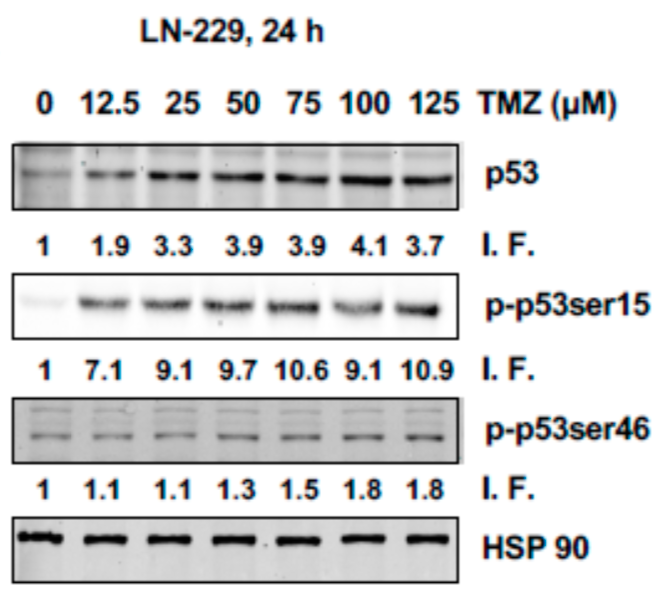 LN-229, 24 h
0 12.5 25 50 75 100 125 TMZ (µM)
p53
1 1.9 3.3 3.9 3.9 4.1 3.7 I. F.
p-p53ser15
1 7.1 9.1 9.7 10.6 9.1 10.9 I. F.
p-p53ser46
1 1.1 1.1 1.3 1.5 1.8 1.8 I. F.
HSP 90